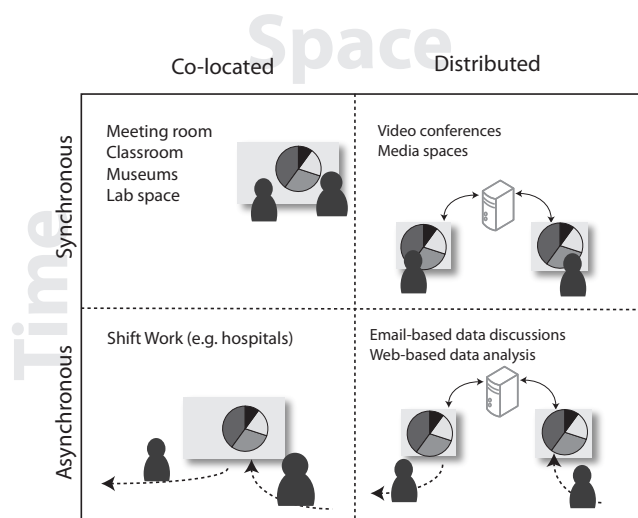 Space
Co-located
Distributed
Time
Synchronous
Meeting room
Classroom
Museums
Lab space
Video conferences
Media spaces
Asynchronous
Shift Work (e.g. hospitals)
Email-based data discussions
Web-based data analysis